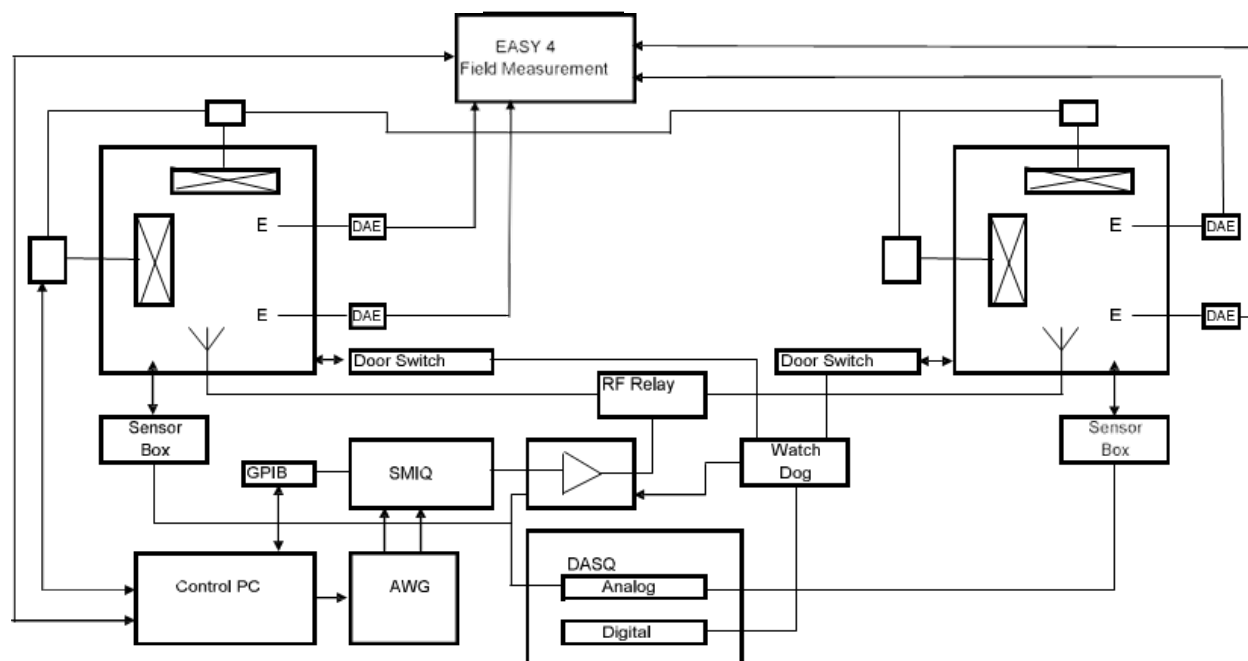 EASY 4
Field Measurement
E
DAE
E
DAE
E
DAE
E
DAE
Door Switch
Door Switch
RF Relay
Sensor
Box
Sensor
Box
GPIB
SMIQ
Watch
Dog
DASQ
Control PC
AWG
Analog
Digital